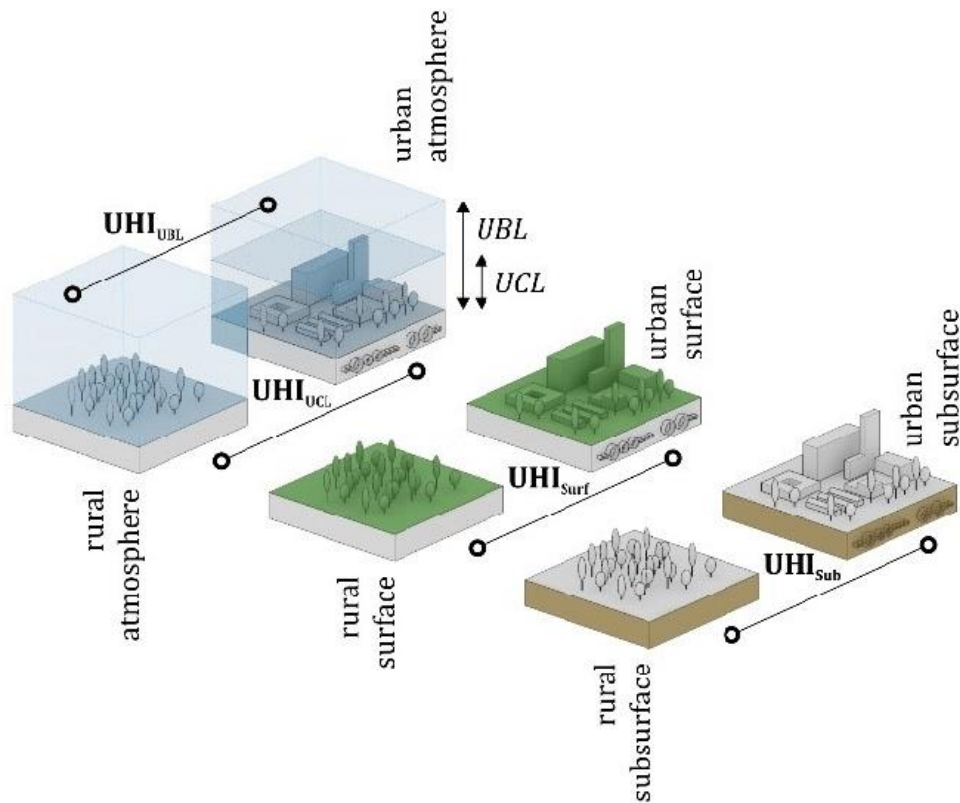 urban
atmosphere
UHI_UBL
UBL
UCL
urban
surface
UHI_UCL
urban
subsurface
rural
atmosphere
UHI_Surf
rural
surface
UHI_Sub
rural
subsurface